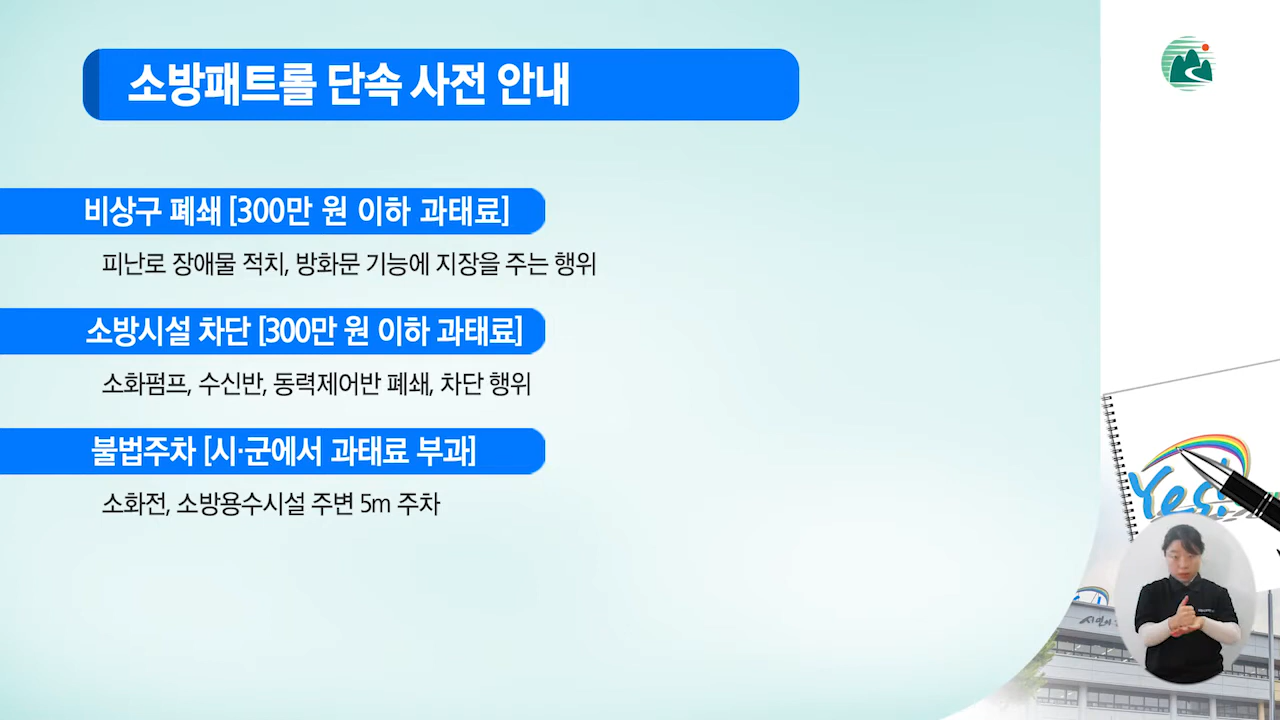 소방패트롤 단속 사전 안내
비상구 폐쇄 [300만 원 이하 과태료]
피난로 장애물 적치, 방화문 기능에 지장을 주는 행위
소방시설 차단 [300만 원 이하 과태료]
소화펌프, 수신반, 동력제어반 폐쇄, 차단 행위
불법주차 [시·군에서 과태료 부과]
소화전, 소방용수시설 주변 5m 주차
Yes!